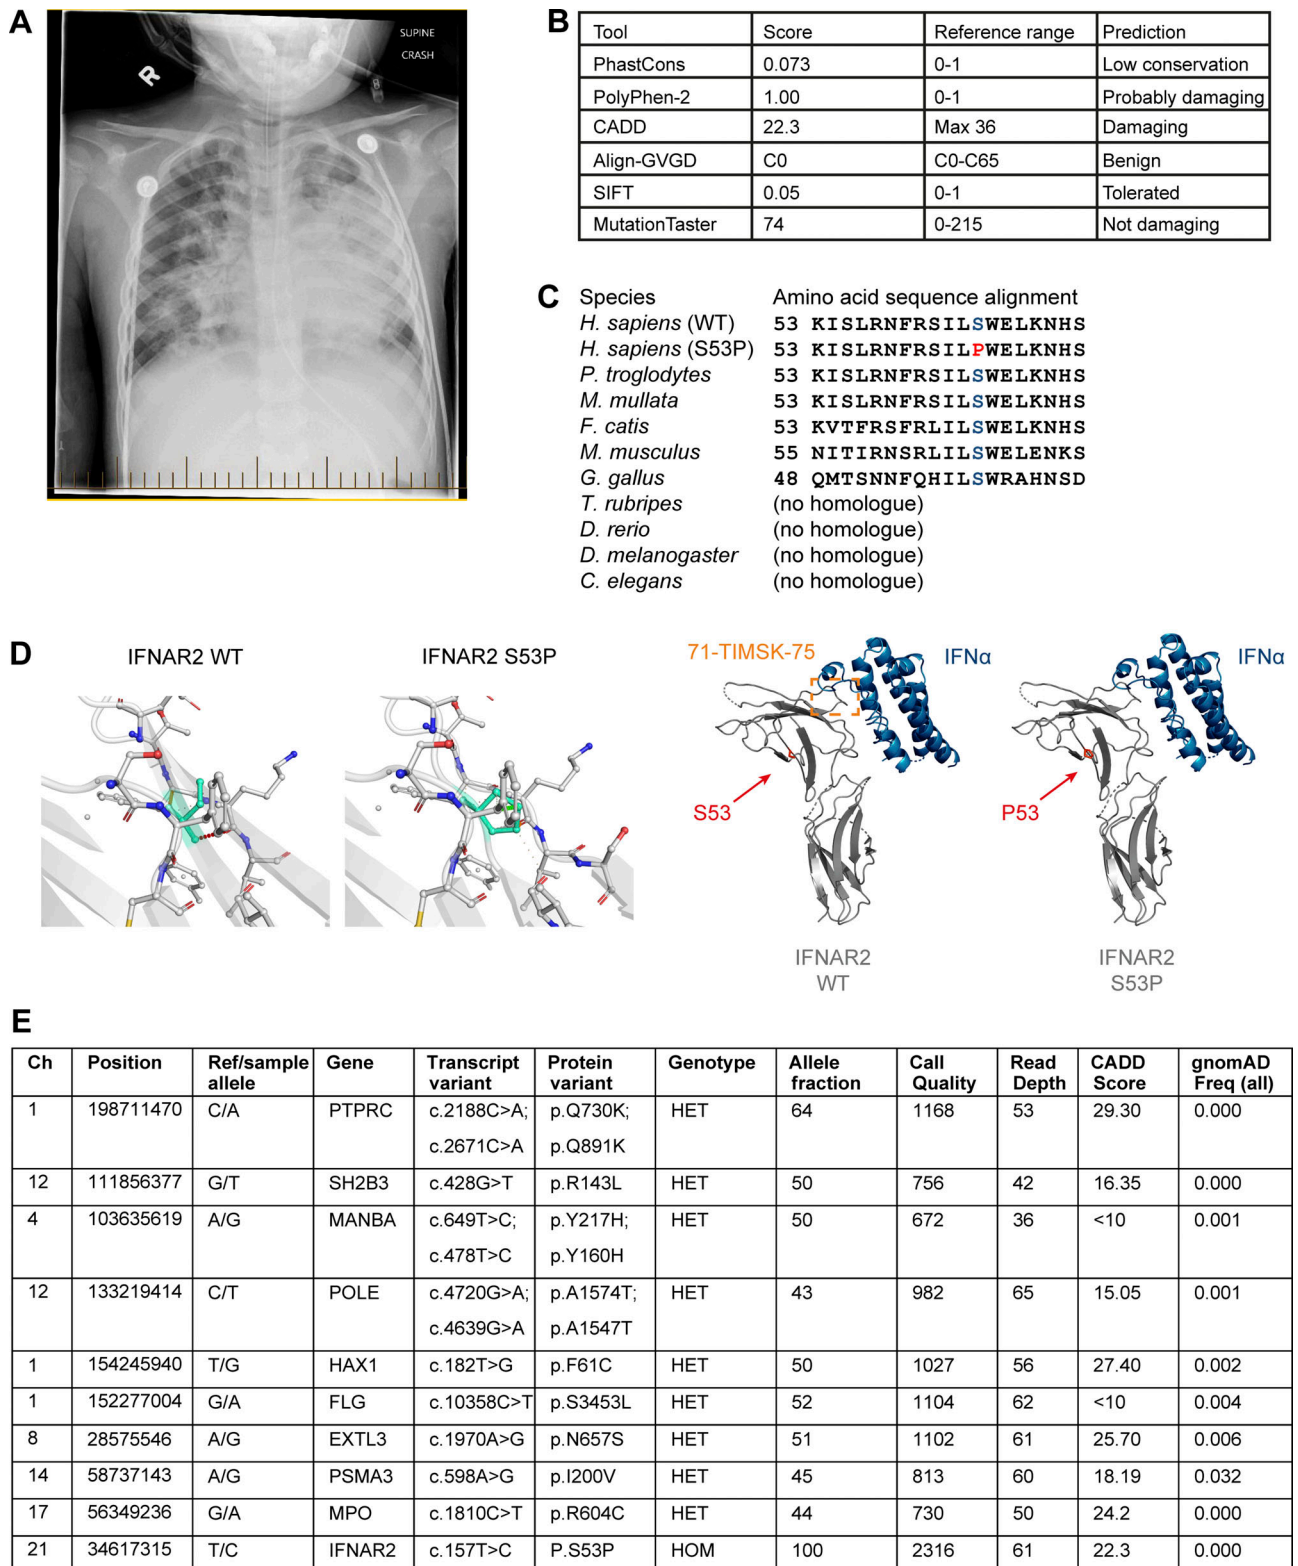 A
SUPINE
CRASH
R
B
Tool Score Reference range Prediction
PhastCons 0.073 0-1 Low conservation
PolyPhen-2 1.00 0-1 Probably damaging
CADD 22.3 Max 36 Damaging
Align-GVGD C0 C0-C65 Benign
SIFT 0.05 0-1 Tolerated
MutationTaster 74 0-215 Not damaging
C
Species Amino acid sequence alignment
H. sapiens (WT) 53 KISLRNFRSILSWELKNHS
H. sapiens (S53P) 53 KISLRNFRSILPWELKNHS
P. troglodytes 53 KISLRNFRSILSWELKNHS
M. mullata 53 KISLRNFRSILSWELKNHS
F. catis 53 KVTFRSFRLILSWELKNHS
M. musculus 55 NITIRNSRLILSWELENKS
G. gallus 48 QMTSNNFQHILSWRAHNSD
T. rubripes (no homologue)
D. rerio (no homologue)
D. melanogaster (no homologue)
C. elegans (no homologue)
D
IFNAR2 WT
IFNAR2 S53P
71-TIMSK-75
IFNα
S53
IFNAR2
WT
IFNα
P53
IFNAR2
S53P
E
Ch Position Ref/sample allele Gene Transcript variant Protein variant Genotype Allele fraction Call Quality Read Depth CADD Score gnomAD Freq (all)
1 198711470 C/A PTPRC c.2188C>A; p.Q730K; HET 64 1168 53 29.30 0.000
c.2671C>A p.Q891K
12 111856377 G/T SH2B3 c.428G>T p.R143L HET 50 756 42 16.35 0.000
4 103635619 A/G MANBA c.649T>C; p.Y217H; HET 50 672 36 <10 0.001
c.478T>C p.Y160H
12 133219414 C/T POLE c.4720G>A; p.A1574T; HET 43 982 65 15.05 0.001
c.4639G>A p.A1547T
1 154245940 T/G HAX1 c.182T>G p.F61C HET 50 1027 56 27.40 0.002
1 152277004 G/A FLG c.10358C>T p.S3453L HET 52 1104 62 <10 0.004
8 28575546 A/G EXTL3 c.1970A>G p.N657S HET 51 1102 61 25.70 0.006
14 58737143 A/G PSMA3 c.598A>G p.I200V HET 45 813 60 18.19 0.032
17 56349236 G/A MPO c.1810C>T p.R604C HET 44 730 50 24.2 0.000
21 34617315 T/C IFNAR2 c.157T>C P.S53P HOM 100 2316 61 22.3 0.000